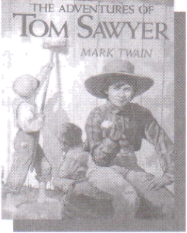 THE ADVENTURES OF
TOM SAWYER
MARK TWAIN